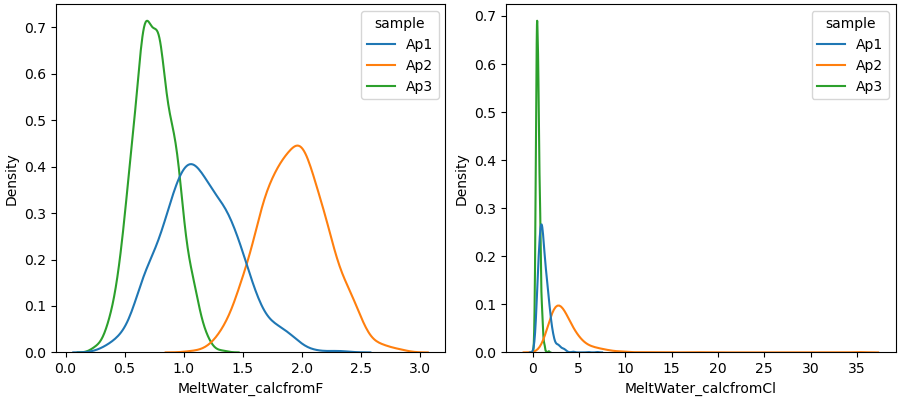 0.7
0.6
0.5
0.4
0.3
0.2
0.1
0.0
Density
0.0 0.5 1.0 1.5 2.0 2.5 3.0
MeltWater_calcfromF
sample
Ap1
Ap2
Ap3
0.7
0.6
0.5
0.4
0.3
0.2
0.1
0.0
Density
0 5 10 15 20 25 30 35
MeltWater_calcfromCl
sample
Ap1
Ap2
Ap3